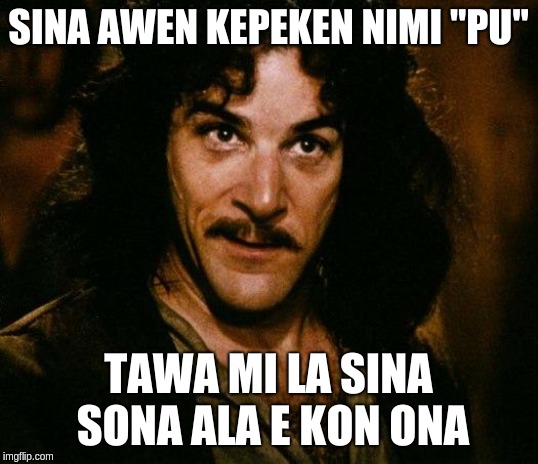 SINA AWEN KEPEKEN NIMI "PU"
TAWA MI LA SINA
SONA ALA E KON ONA
imgflip.com